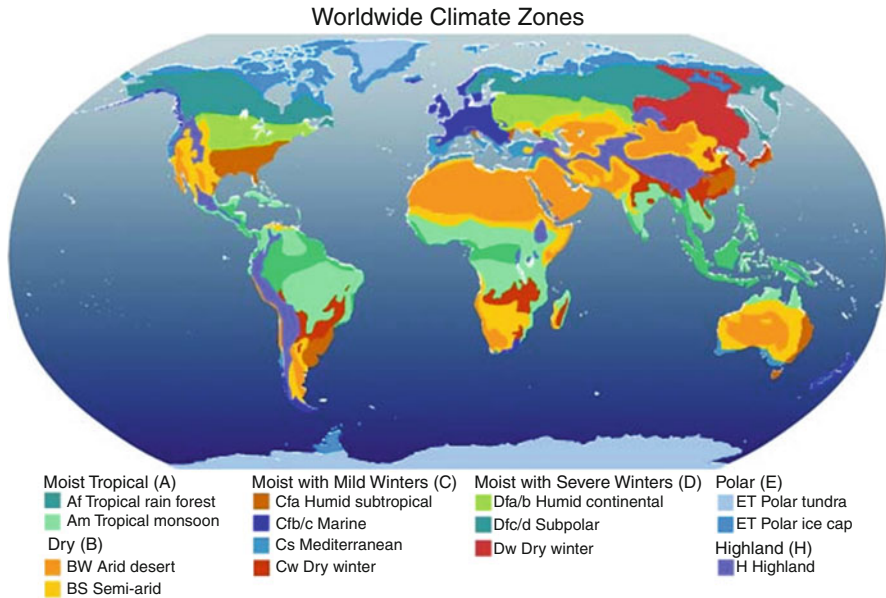 Worldwide Climate Zones
Moist Tropical (A)
Af Tropical rain forest
Am Tropical monsoon
Dry (B)
BW Arid desert
BS Semi-arid
Moist with Mild Winters (C)
Cfa Humid subtropical
Cfb/c Marine
Cs Mediterranean
Cw Dry winter
Moist with Severe Winters (D)
Dfa/b Humid continental
Dfc/d Subpolar
Dw Dry winter
Polar (E)
ET Polar tundra
ET Polar ice cap
Highland (H)
H Highland